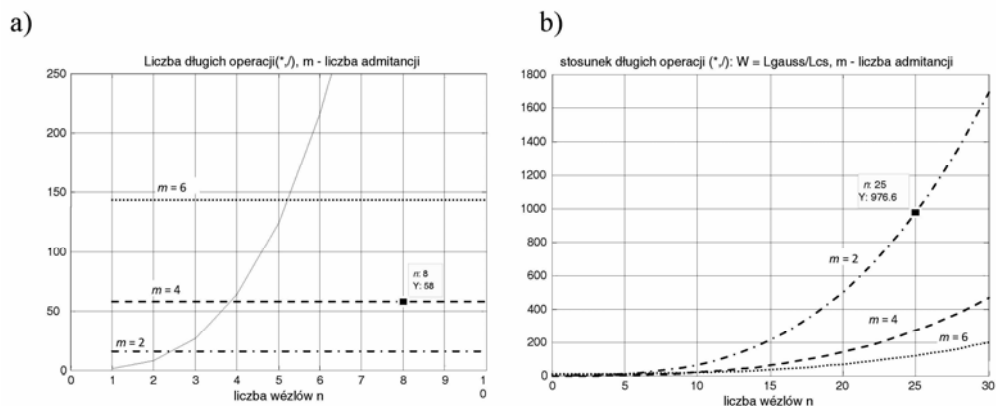 a)
Liczba długich operacji(*,/), m - liczba admitancji
250
200
150
100
50
0
m = 6
m = 4
m = 2
n: 8
Y: 58
0 1 2 3 4 5 6 7 8 9 1
0
liczba wézlów n
b)
stosunek długich operacji (*,/): W = Lgauss/Lcs, m - liczba admitancji
1800
1600
1400
1200
1000
800
600
400
200
0
n: 25
Y: 976.6
m = 2
m = 4
m = 6
0 5 10 15 20 25 30
liczba wézlów n